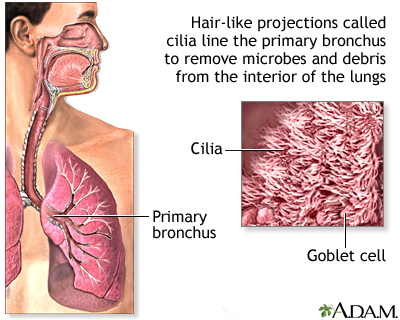 Hair-like projections called
cilia line the primary bronchus
to remove microbes and debris
from the interior of the lungs
Cilia
Primary
bronchus
Goblet cell
A.D.A.M.